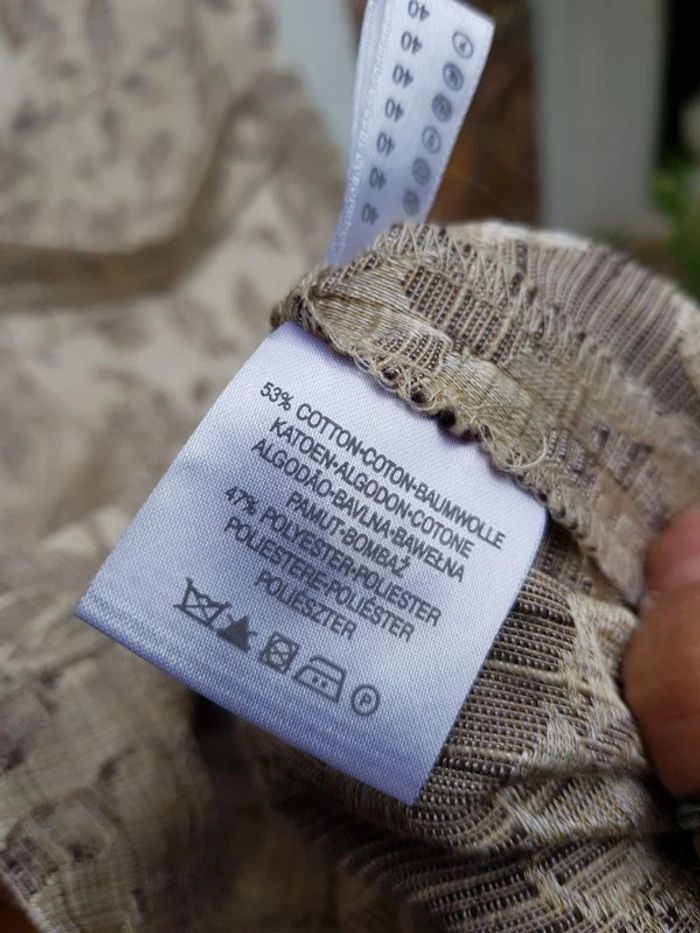 40
40
40
40
40
40
40
53% COTTON•COTON•BAUMWOLLE
KATOEN•ALGODON•COTONE
ALGODÃO•BAVLNA•BAWEŁNA
PAMUT•BOMBAŽ
47% POLYESTER•POLIESTER
POLIESTERE•POLIÉSTER
POLIÉSZTER
P